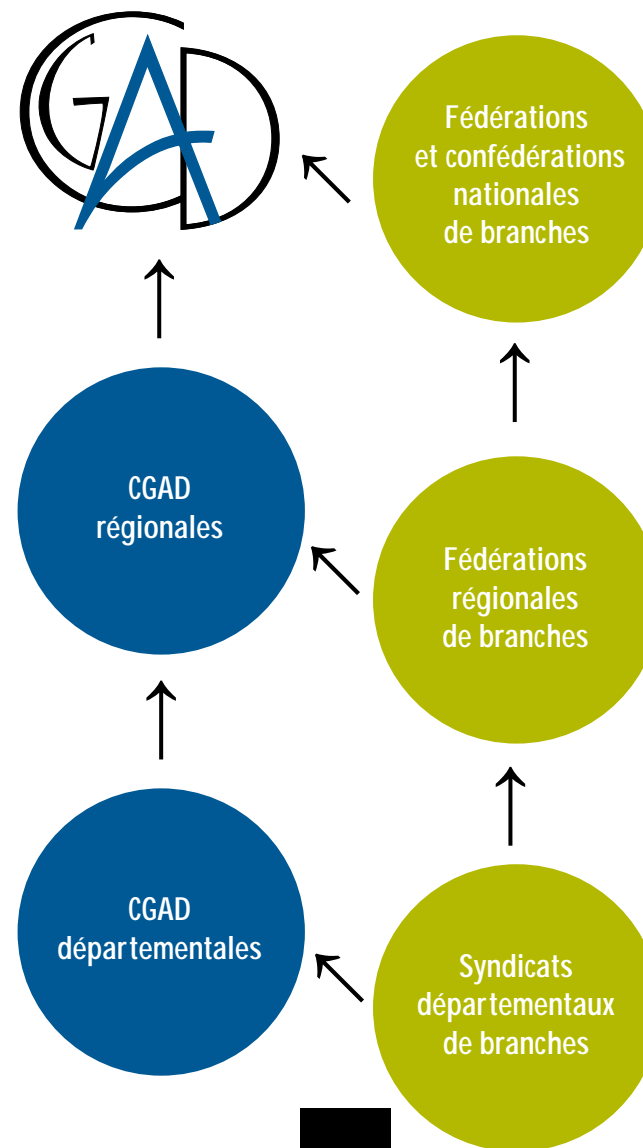 CGAD
Fédérations
et confédérations
nationales
de branches
CGAD
régionales
Fédérations
régionales
de branches
CGAD
départementales
Syndicats
départementaux
de branches